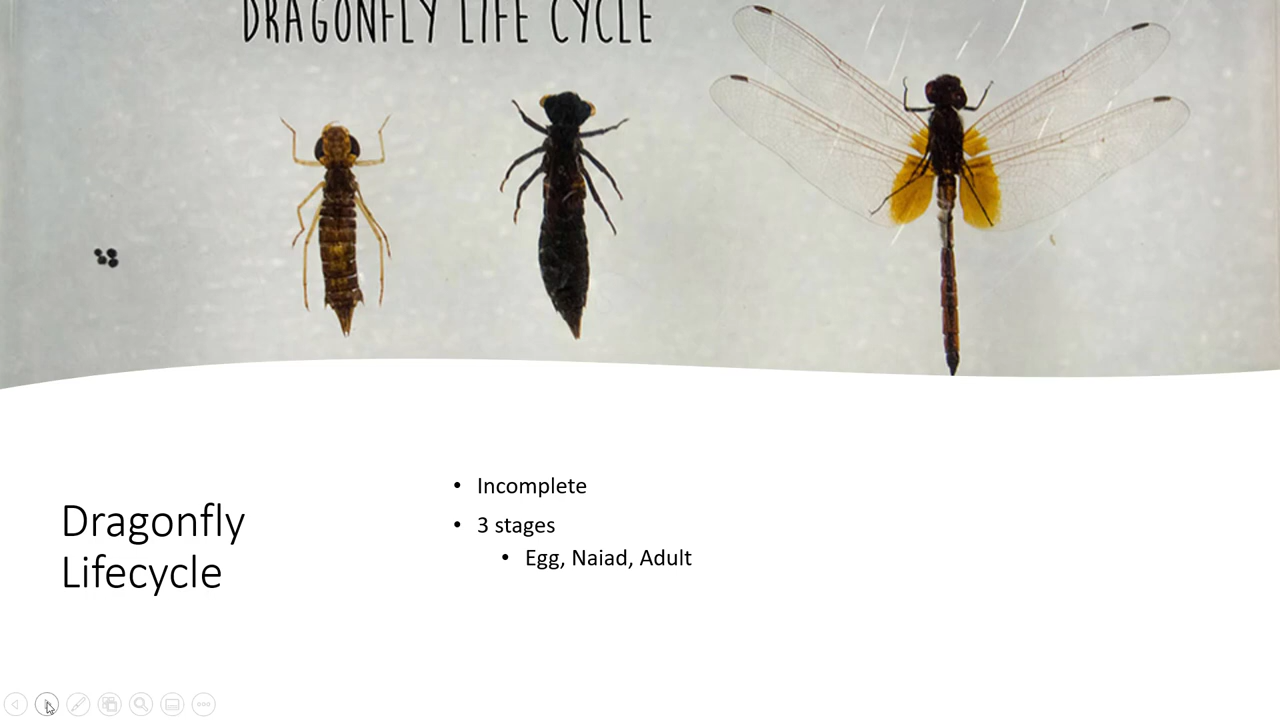 DRAGONFLY LIFE CYCLE
Dragonfly
Lifecycle
• Incomplete
• 3 stages
• Egg, Naiad, Adult